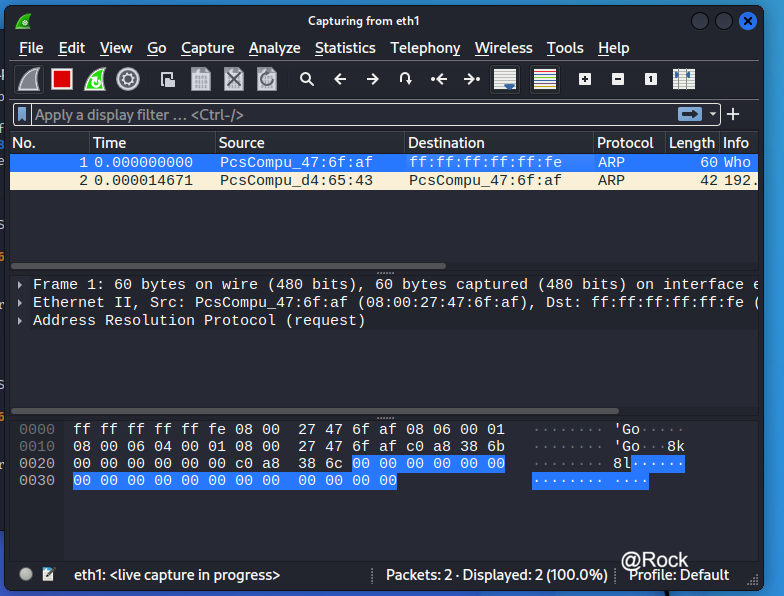 Capturing from eth1
File Edit View Go Capture Analyze Statistics Telephony Wireless Tools Help
Apply a display filter … <Ctrl-/>
No. Time Source Destination Protocol Length Info
1 0.000000000 PcsCompu_47:6f:af ff:ff:ff:ff:ff:fe ARP 60 Who
2 0.000014671 PcsCompu_d4:65:43 PcsCompu_47:6f:af ARP 42 192.
Frame 1: 60 bytes on wire (480 bits), 60 bytes captured (480 bits) on interface e
Ethernet II, Src: PcsCompu_47:6f:af (08:00:27:47:6f:af), Dst: ff:ff:ff:ff:ff:fe (
Address Resolution Protocol (request)
0000 ff ff ff ff ff fe 08 00 27 47 6f af 08 06 00 01 ········ 'Go·····
0010 08 00 06 04 00 01 08 00 27 47 6f af c0 a8 38 6b ········ 'Go···8k
0020 00 00 00 00 00 00 c0 a8 38 6c 00 00 00 00 00 00 ········ 8l······
0030 00 00 00 00 00 00 00 00 00 00 00 00 ········ ····
@Rock
eth1: <live capture in progress> Packets: 2 · Displayed: 2 (100.0%) Profile: Default